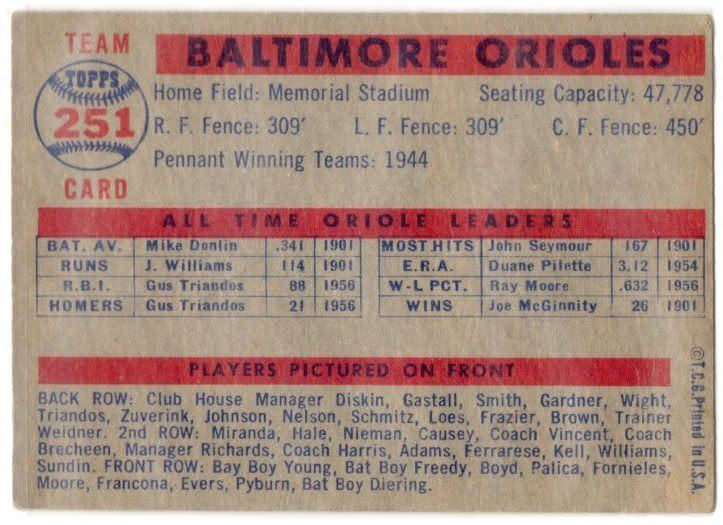 TEAM
TOPPS
251
CARD
BALTIMORE ORIOLES
Home Field: Memorial Stadium Seating Capacity: 47,778
R. F. Fence: 309′ L. F. Fence: 309′ C. F. Fence: 450′
Pennant Winning Teams: 1944
ALL TIME ORIOLE LEADERS
BAT. AV. Mike Donlin .341 1901 MOST HITS John Seymour 167 1901
RUNS J. Williams 114 1901 E.R.A. Duane Pilette 3.12 1954
R.B.I. Gus Triandos 88 1956 W-L PCT. Ray Moore .632 1956
HOMERS Gus Triandos 21 1956 WINS Joe McGinnity 26 1901
PLAYERS PICTURED ON FRONT
BACK ROW: Club House Manager Diskin, Gastall, Smith, Gardner, Wight,
Triandos, Zuverink, Johnson, Nelson, Schmitz, Loes, Frazier, Brown, Trainer
Weidner. 2nd ROW: Miranda, Hale, Nieman, Causey, Coach Vincent, Coach
Brecheen, Manager Richards, Coach Harris, Adams, Ferrarese, Kell, Williams,
Sundin. FRONT ROW: Bay Boy Young, Bat Boy Freedy, Boyd, Palica, Fornieles,
Moore, Francona, Evers, Pyburn, Bat Boy Diering.
©T.C.G. Printed in U.S.A.